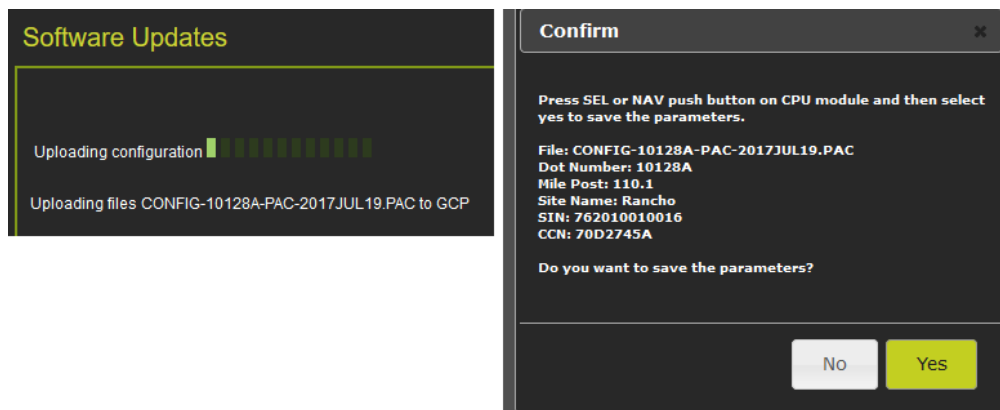 Software Updates
Uploading configuration
Uploading files CONFIG-10128A-PAC-2017JUL19.PAC to GCP
Confirm
Press SEL or NAV push button on CPU module and then select
yes to save the parameters.
File: CONFIG-10128A-PAC-2017JUL19.PAC
Dot Number: 10128A
Mile Post: 110.1
Site Name: Rancho
SIN: 762010010016
CCN: 70D2745A
Do you want to save the parameters?
No
Yes